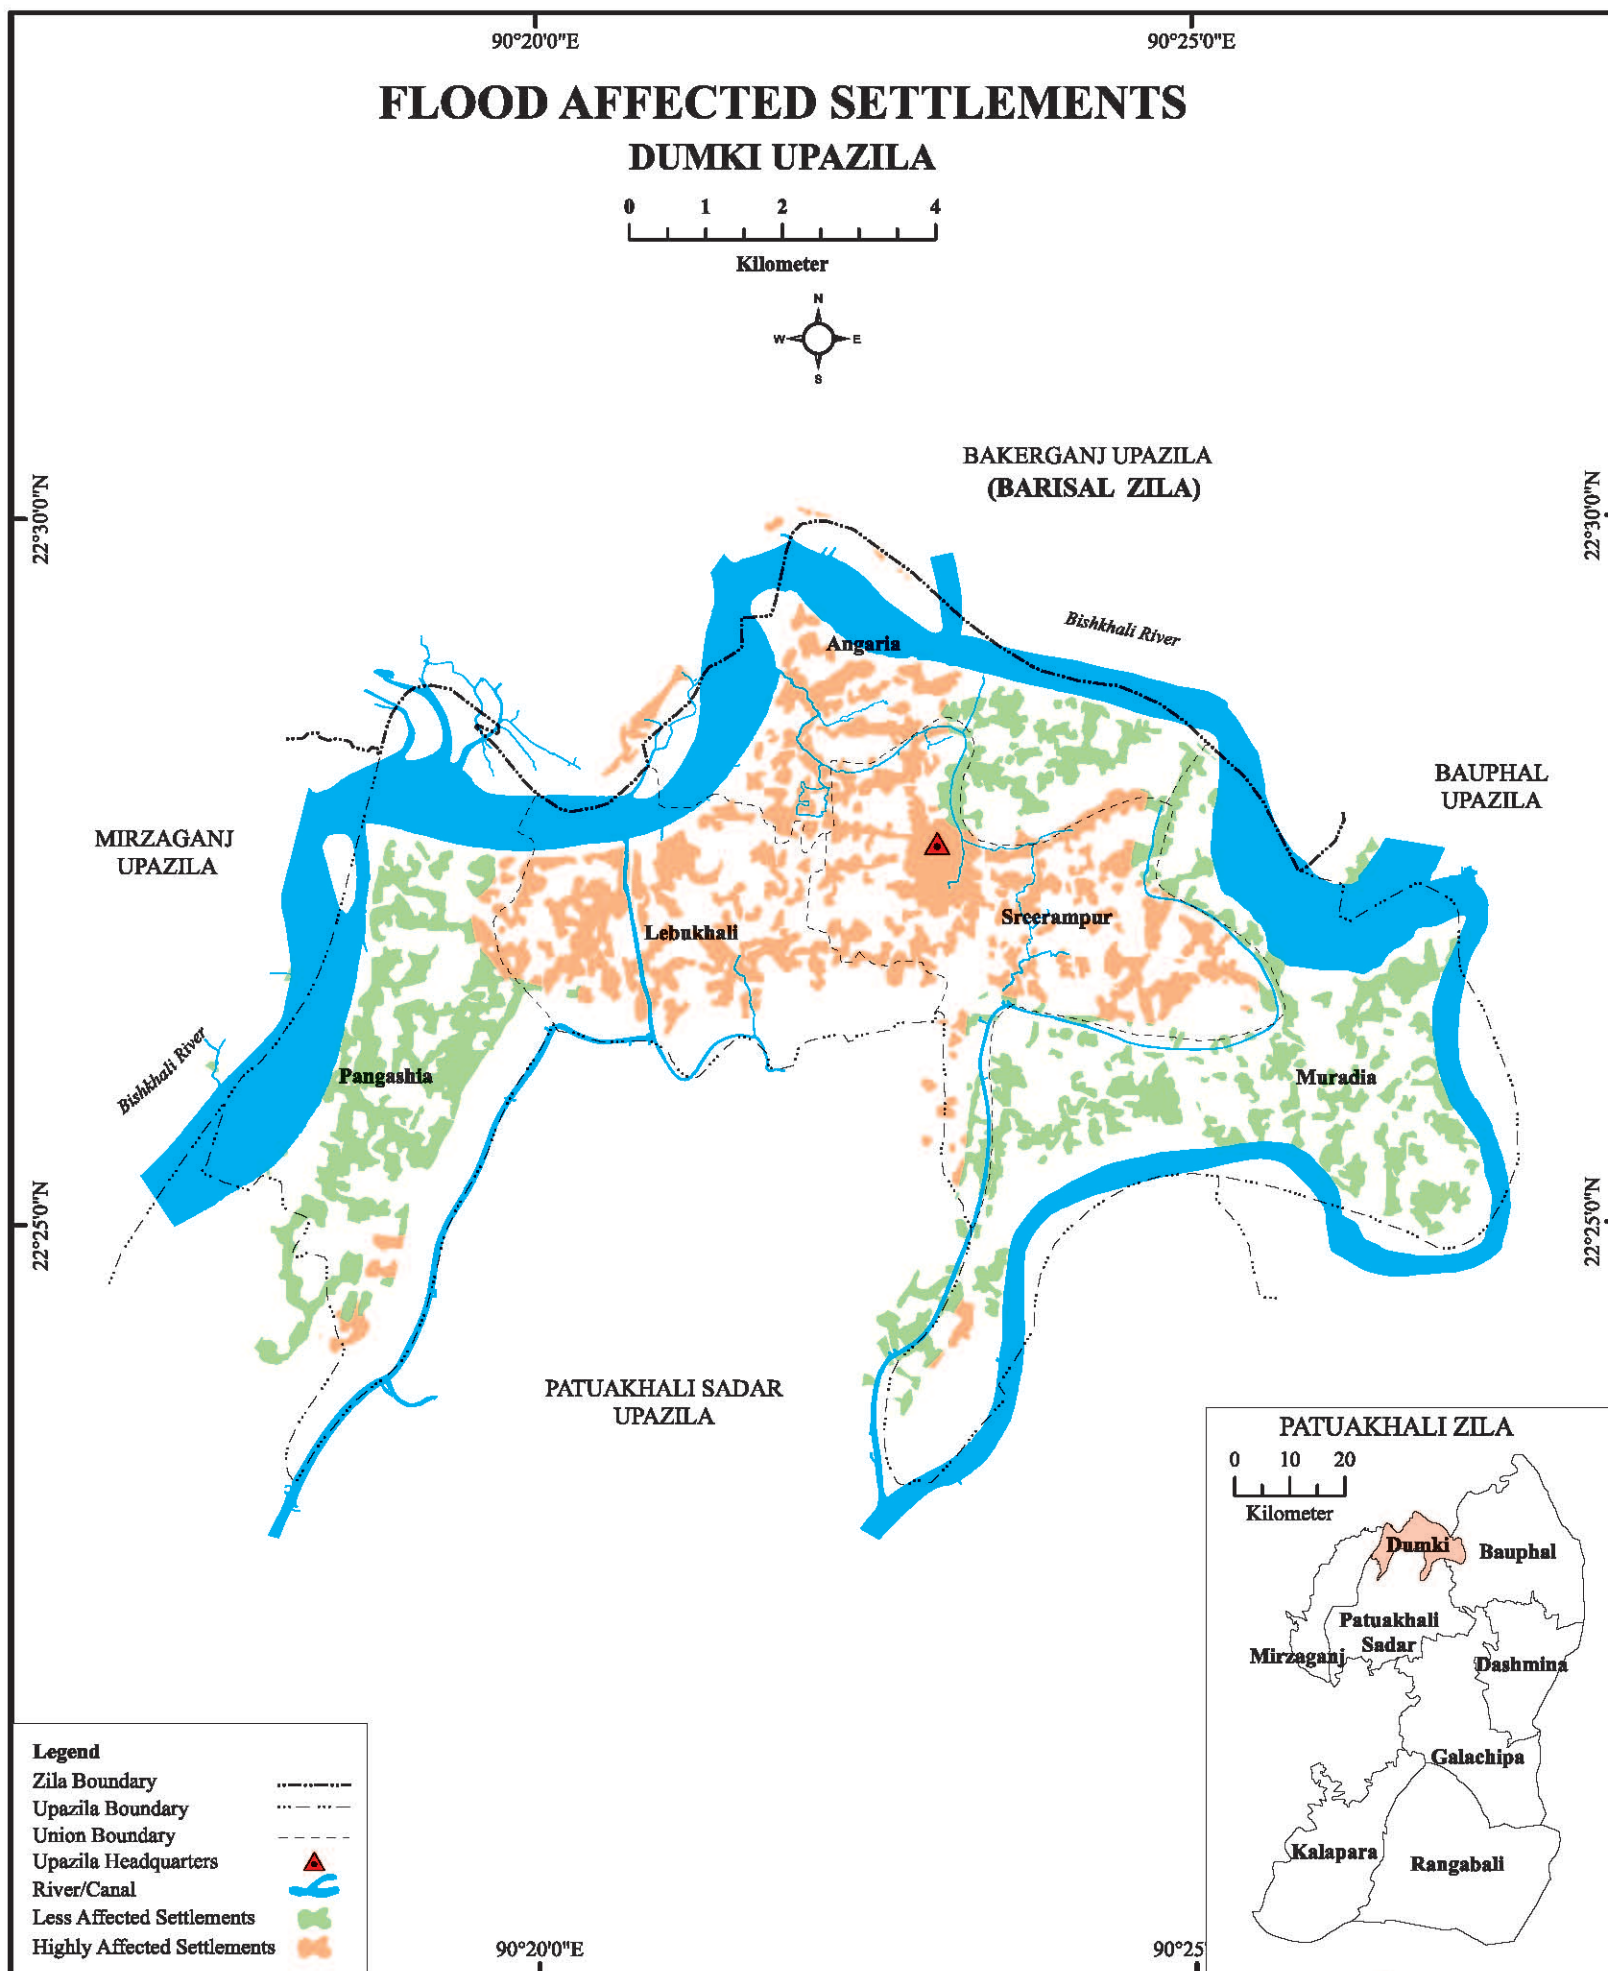 90°20'0"E
90°25'0"E
FLOOD AFFECTED SETTLEMENTS
DUMKI UPAZILA
0 1 2 4
Kilometer
N
W E
S
BAKERGANJ UPAZILA
(BARISAL ZILA)
22°30'0"N
22°30'0"N
Bishkhali River
Angaria
BAUPHAL
UPAZILA
MIRZAGANJ
UPAZILA
Lebukhali
Sreerampur
Bishkhali River
Pangashia
Muradia
22°25'0"N
22°25'0"N
PATUAKHALI SADAR
UPAZILA
PATUAKHALI ZILA
0 10 20
Kilometer
Dumki
Bauphal
Patuakhali
Sadar
Mirzaganj
Dashmina
Galachipa
Kalapara
Rangabali
Legend
Zila Boundary
Upazila Boundary
Union Boundary
Upazila Headquarters
River/Canal
Less Affected Settlements
Highly Affected Settlements
90°20'0"E
90°25'